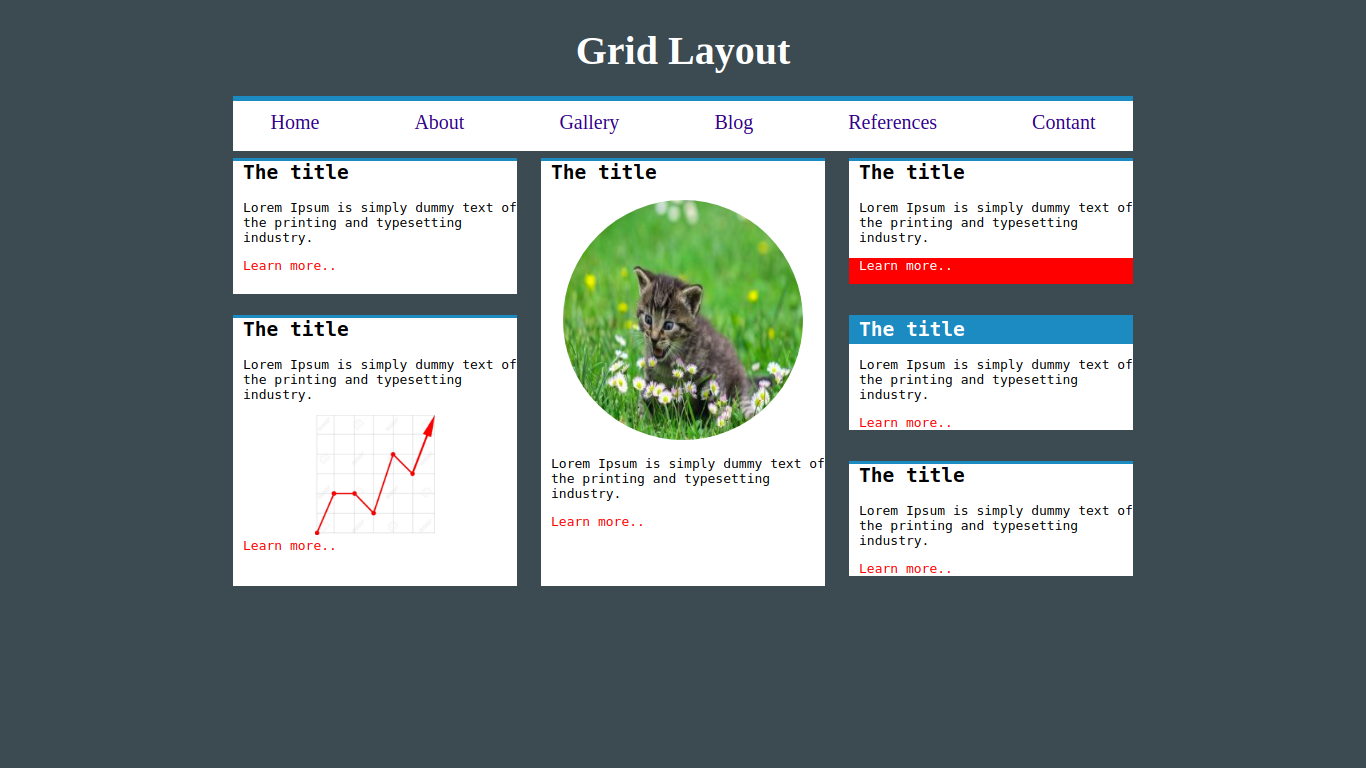 Grid Layout
Home About Gallery Blog References Contant
The title
Lorem Ipsum is simply dummy text of
the printing and typesetting
industry.
Learn more..
The title
Lorem Ipsum is simply dummy text of
the printing and typesetting
industry.
Learn more..
The title
Lorem Ipsum is simply dummy text of
the printing and typesetting
industry.
Learn more..
The title
Lorem Ipsum is simply dummy text of
the printing and typesetting
industry.
Learn more..
The title
Lorem Ipsum is simply dummy text of
the printing and typesetting
industry.
Learn more..
The title
Lorem Ipsum is simply dummy text of
the printing and typesetting
industry.
Learn more..